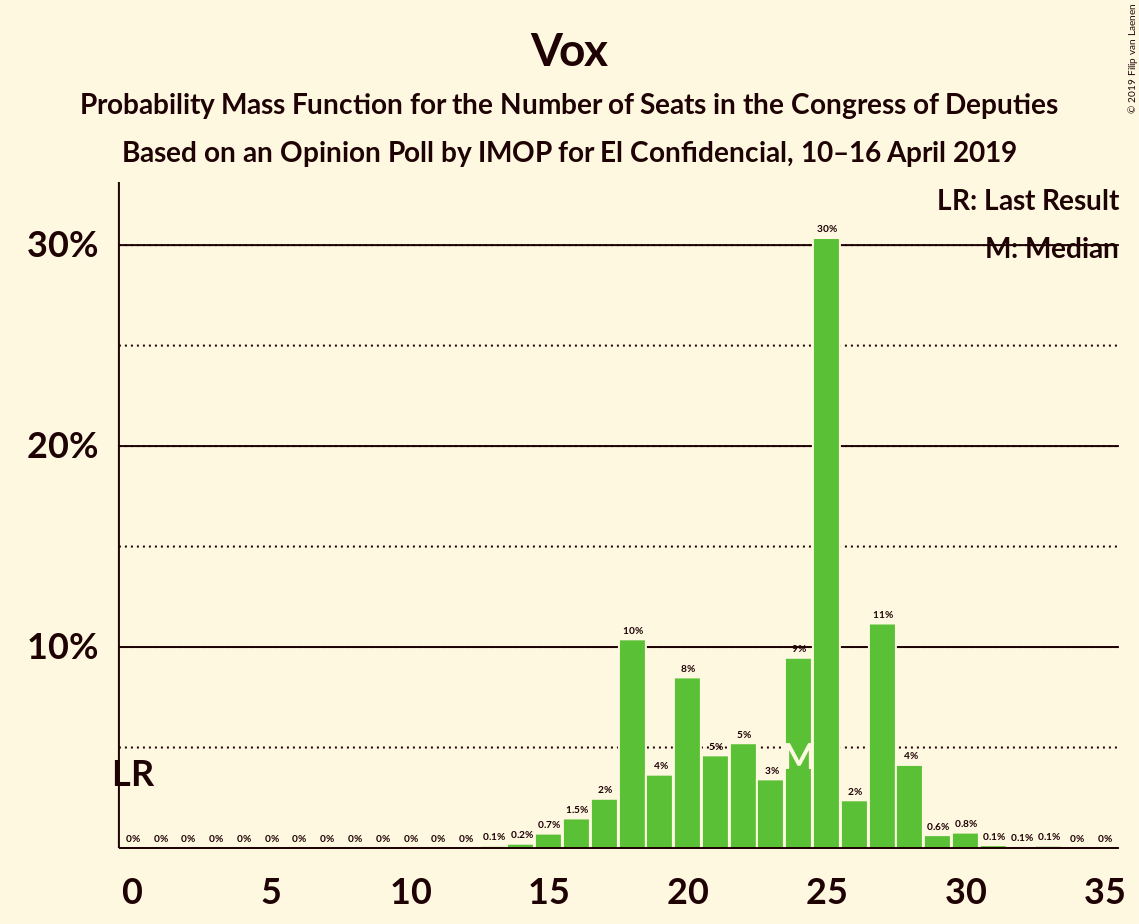 Vox
Probability Mass Function for the Number of Seats in the Congress of Deputies
Based on an Opinion Poll by IMOP for El Confidencial, 10–16 April 2019
© 2019 Filip van Laenen
LR: Last Result
M: Median
30%
20%
10%
30%
11%
10%
9%
8%
5% 5%
4% 3% 4%
M
LR
2% 2%
1.5%
0% 0% 0% 0% 0% 0% 0% 0% 0% 0% 0% 0% 0% 0.1% 0.2% 0.7% 0.6% 0.8% 0.1% 0.1% 0.1% 0% 0%
0 5 10 15 20 25 30 35